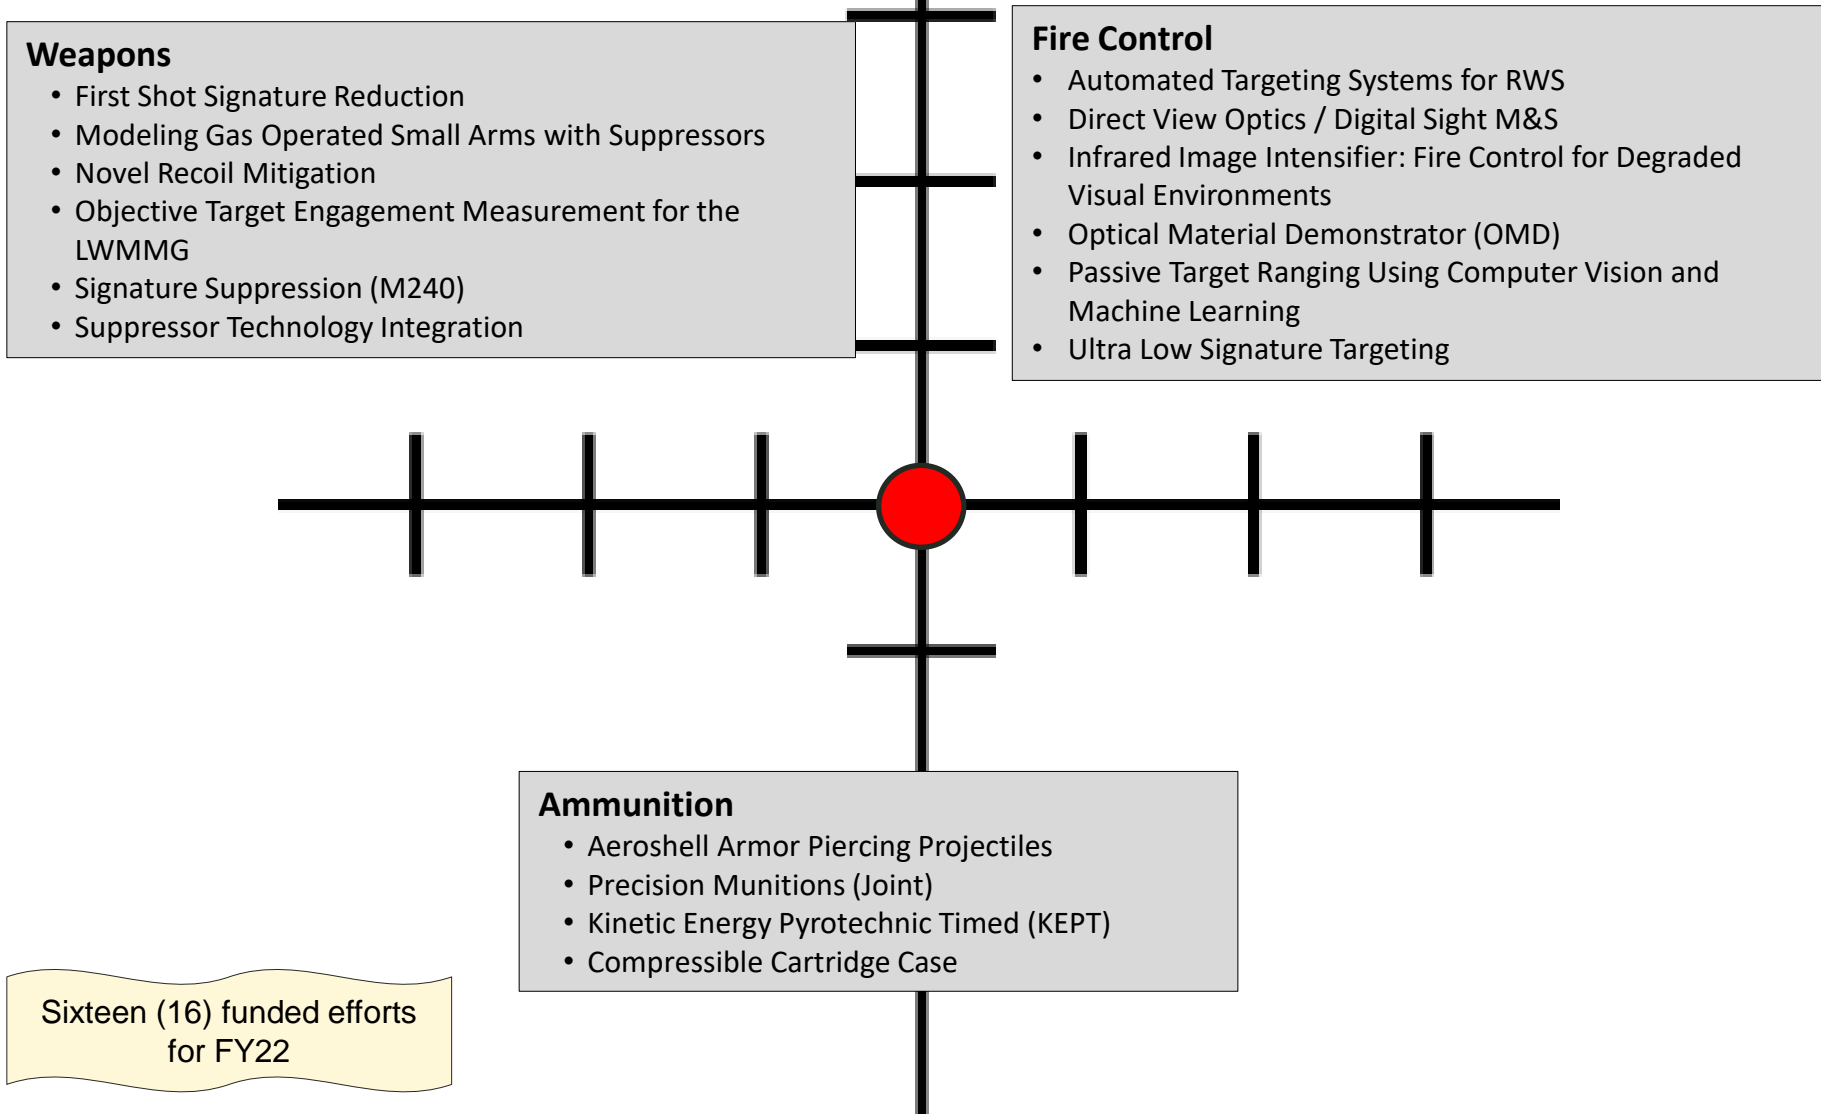 Weapons
• First Shot Signature Reduction
• Modeling Gas Operated Small Arms with Suppressors
• Novel Recoil Mitigation
• Objective Target Engagement Measurement for the
LWMMG
• Signature Suppression (M240)
• Suppressor Technology Integration
Fire Control
• Automated Targeting Systems for RWS
• Direct View Optics / Digital Sight M&S
• Infrared Image Intensifier: Fire Control for Degraded
Visual Environments
• Optical Material Demonstrator (OMD)
• Passive Target Ranging Using Computer Vision and
Machine Learning
• Ultra Low Signature Targeting
Ammunition
• Aeroshell Armor Piercing Projectiles
• Precision Munitions (Joint)
• Kinetic Energy Pyrotechnic Timed (KEPT)
• Compressible Cartridge Case
Sixteen (16) funded efforts
for FY22